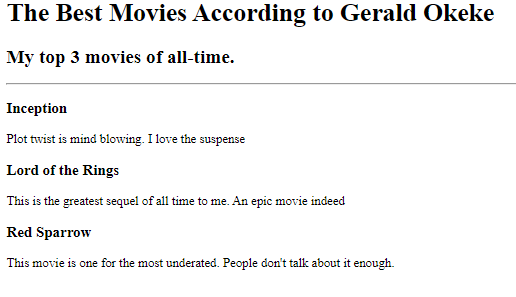 The Best Movies According to Gerald Okeke
My top 3 movies of all-time.
Inception
Plot twist is mind blowing. I love the suspense
Lord of the Rings
This is the greatest sequel of all time to me. An epic movie indeed
Red Sparrow
This movie is one for the most underated. People don't talk about it enough.